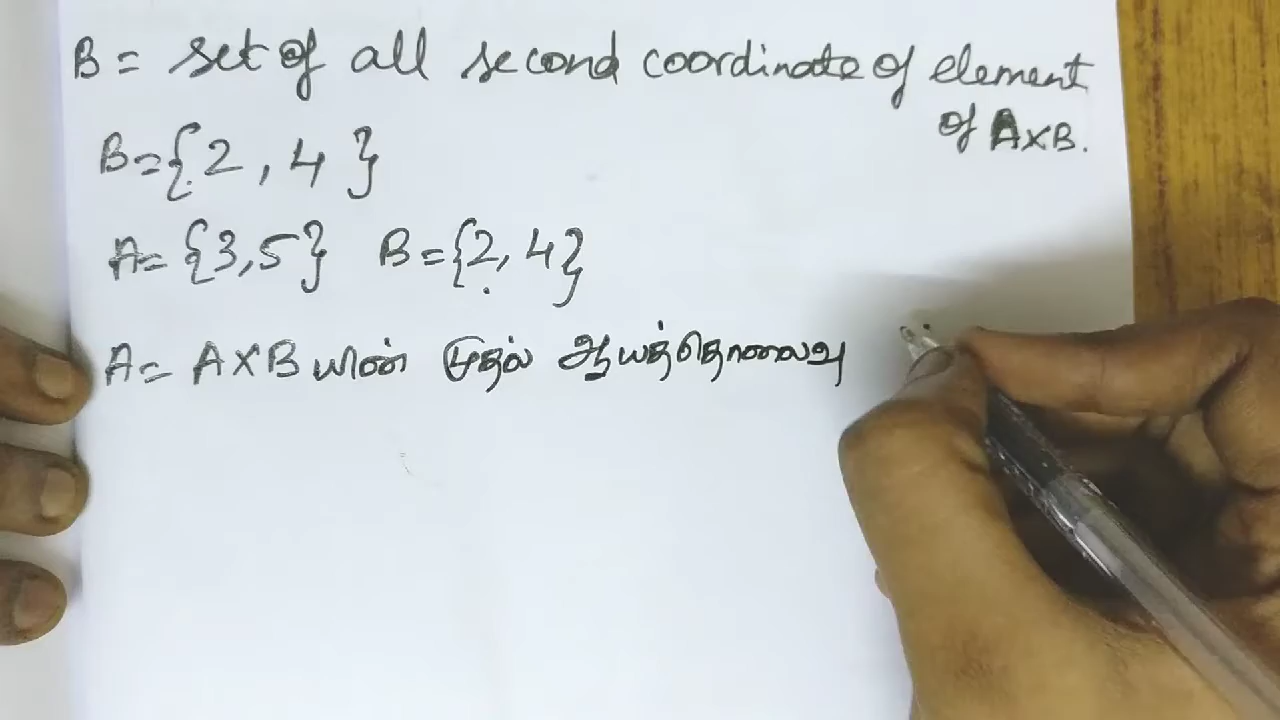 B = set of all second coordinate of element
of A×B.
B={2, 4}
A= {3,5} B={2,4}
A= A×B யின் முதல் ஆயத்தொலைவு